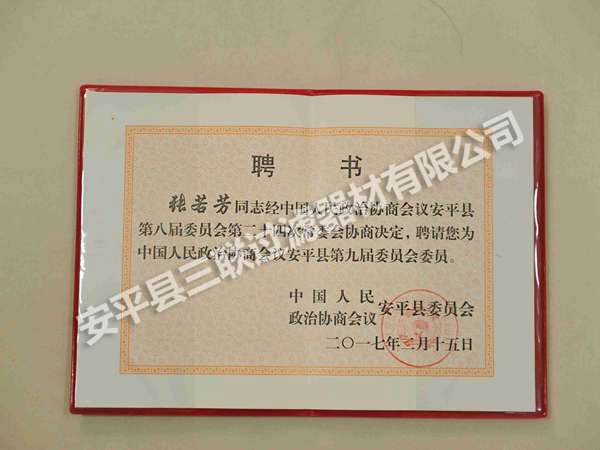 聘书
张若芳同志经中国人民政治协商会议安平县
第八届委员会第二十四次常委会协商决定，聘请您为
中国人民政治协商会议安平县第九届委员会委员。
中国人民
政治协商会议
安平县委员会
二〇一七年三月十五日
安平县三联过滤器材有限公司